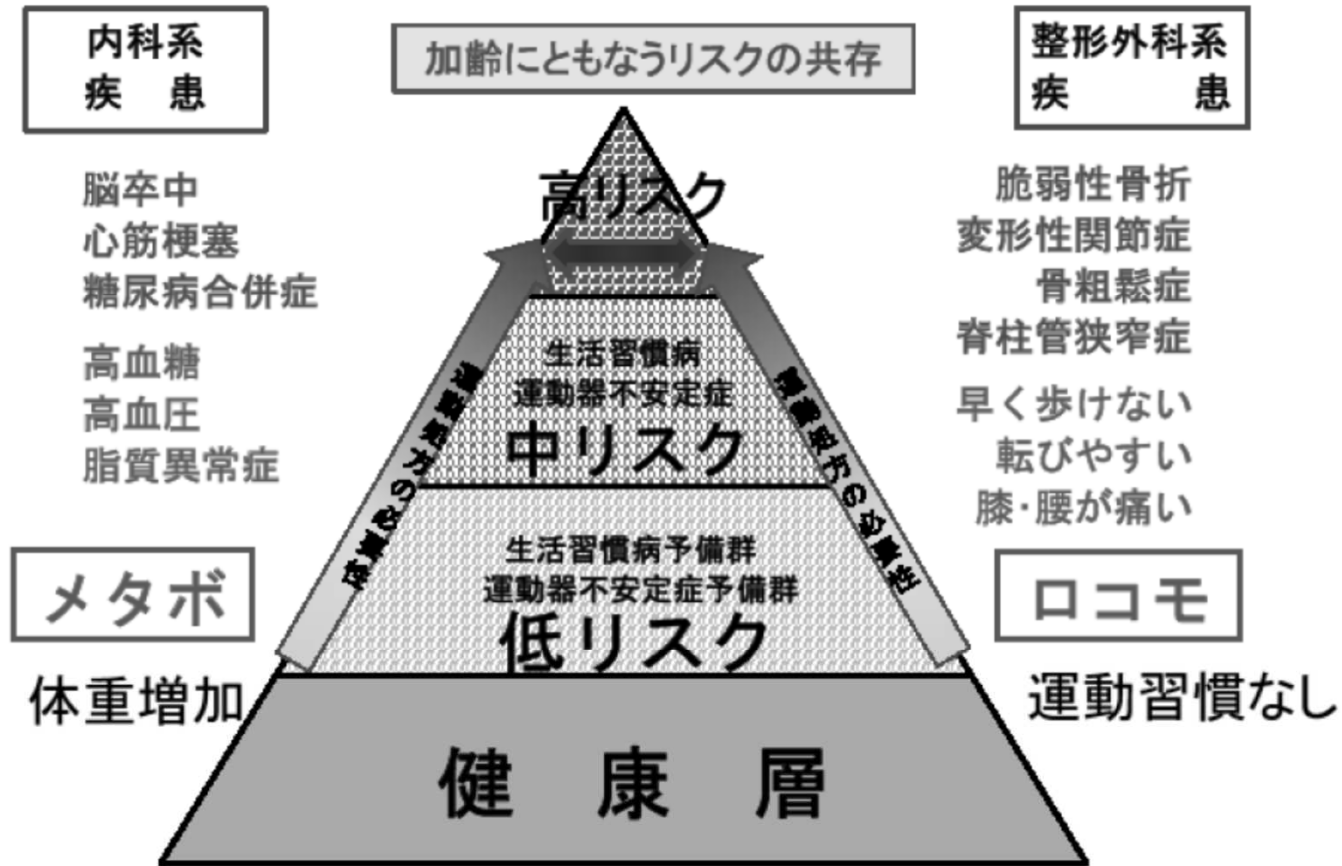 内科系
疾患
加齢にともなうリスクの共存
整形外科系
疾患
脳卒中
心筋梗塞
糖尿病合併症
高血糖
高血圧
脂質異常症
メタボ
体重増加
高リスク
生活習慣病
運動器不安定症
中リスク
生活習慣病予備群
運動器不安定症予備群
低リスク
健康層
脆弱性骨折
変形性関節症
骨粗鬆症
脊柱管狭窄症
早く歩けない
転びやすい
膝・腰が痛い
ロコモ
運動習慣なし